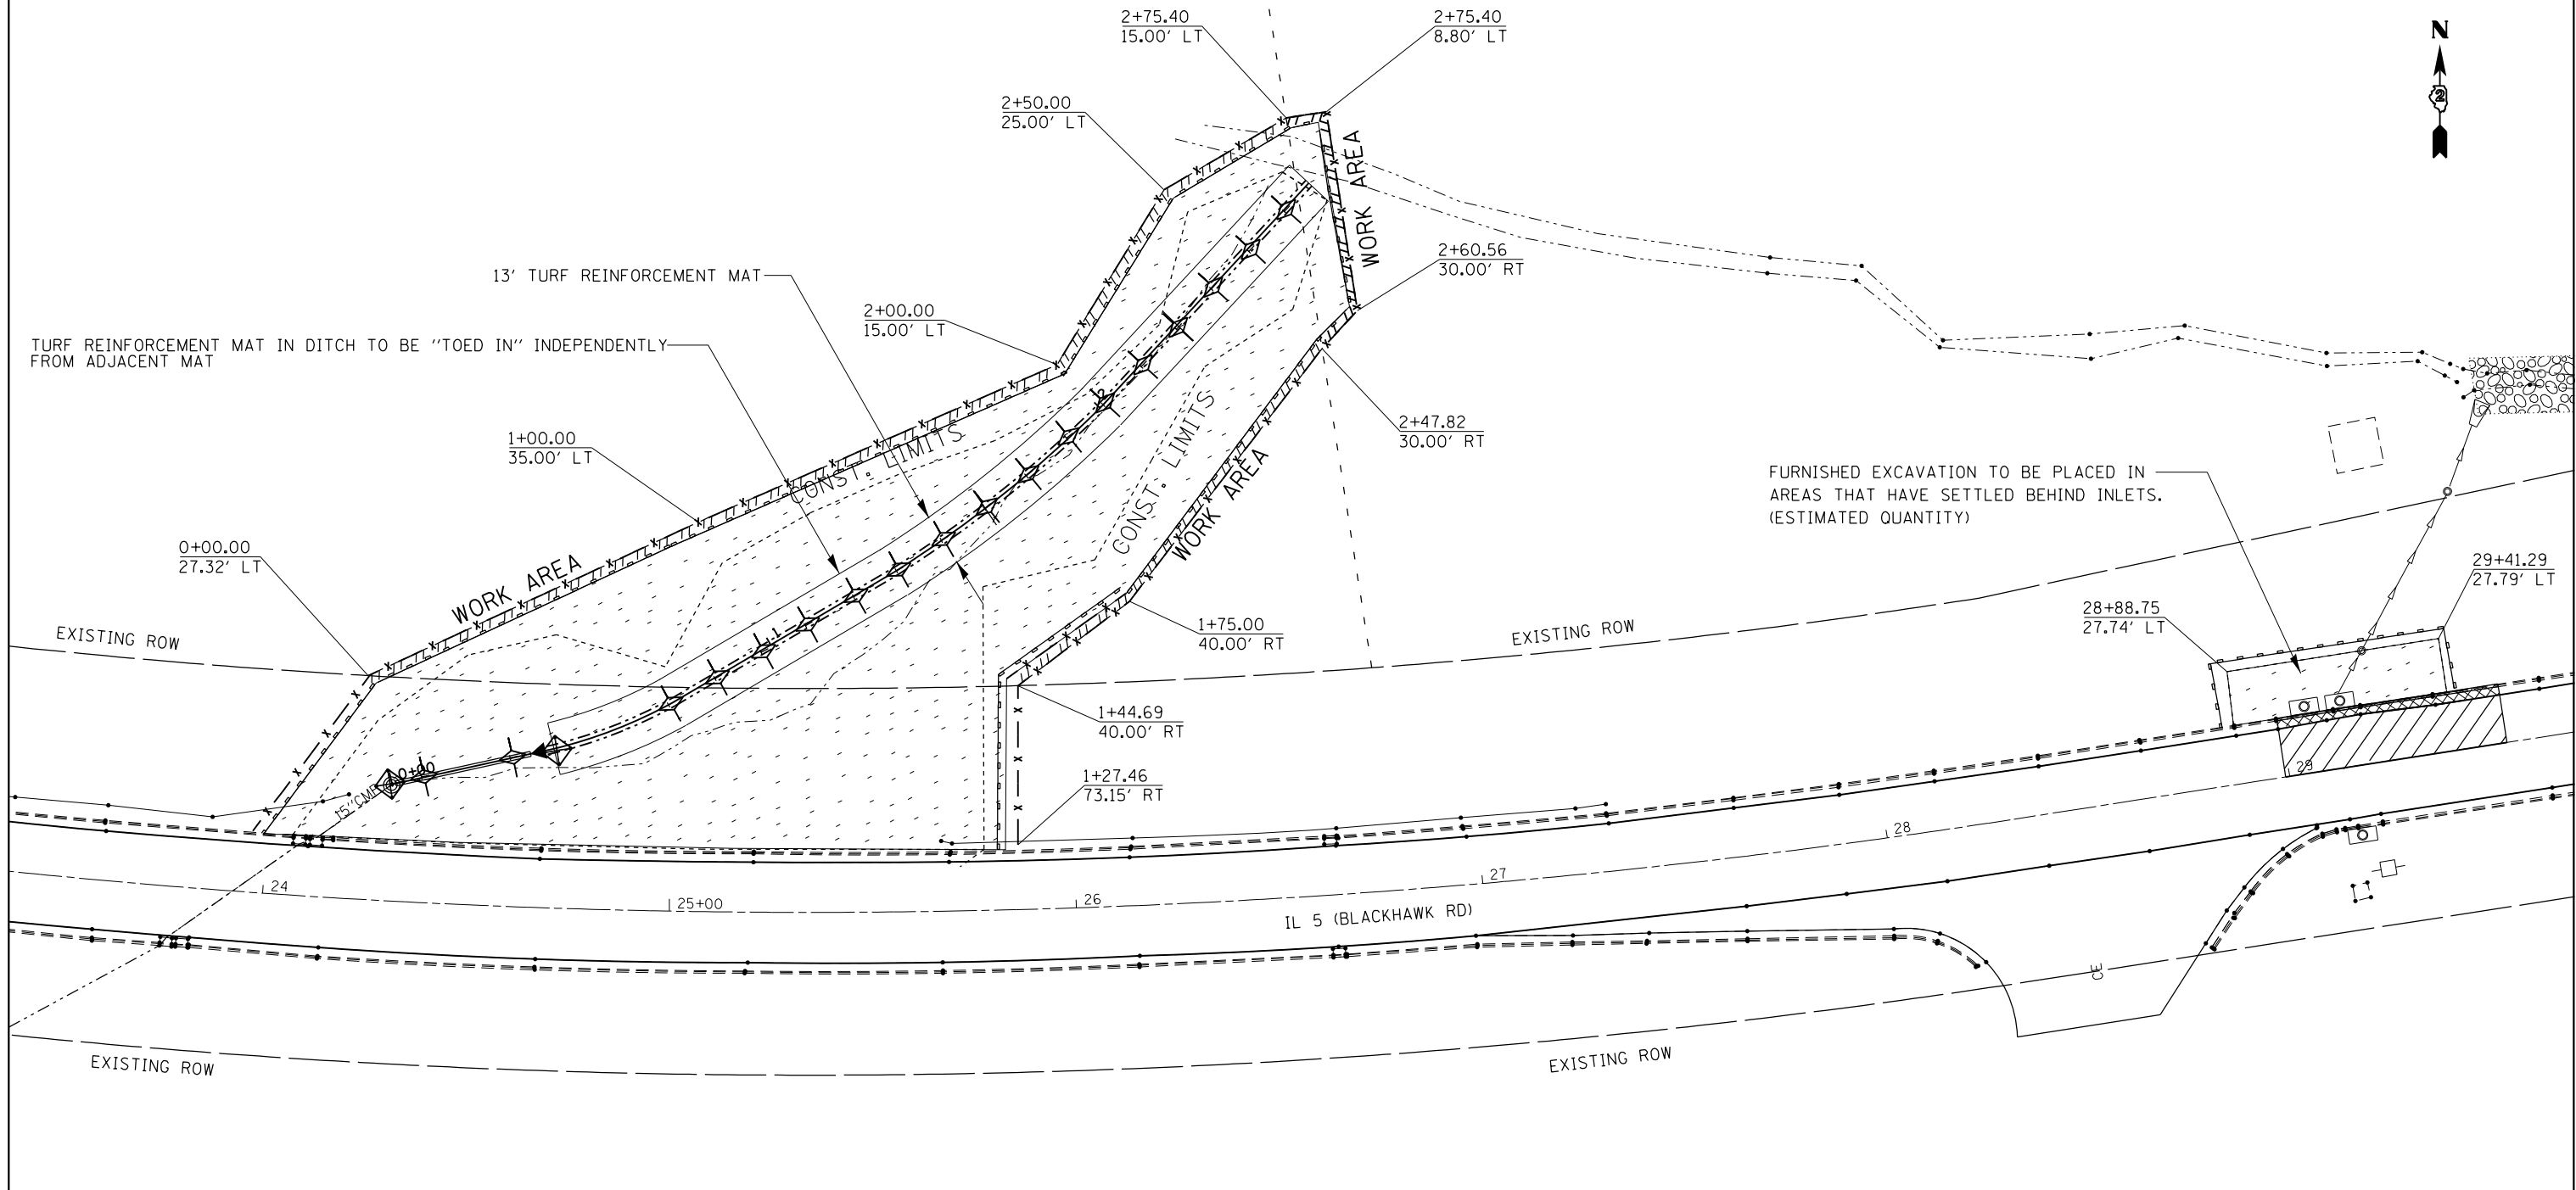 2+75.40
15.00' LT
2+75.40
8.80' LT
N
2
2+50.00
25.00' LT
WORK AREA
2+60.56
30.00' RT
13' TURF REINFORCEMENT MAT
2+00.00
15.00' LT
TURF REINFORCEMENT MAT IN DITCH TO BE "TOED IN" INDEPENDENTLY
FROM ADJACENT MAT
2
1+00.00
35.00' LT
CONST. LIMITS
CONST. LIMITS
2+47.82
30.00' RT
WORK AREA
FURNISHED EXCAVATION TO BE PLACED IN
AREAS THAT HAVE SETTLED BEHIND INLETS.
(ESTIMATED QUANTITY)
0+00.00
27.32' LT
WORK AREA
29+41.29
27.79' LT
28+88.75
27.74' LT
EXISTING ROW
1+75.00
40.00' RT
EXISTING ROW
1
1+44.69
40.00' RT
0+00
15"CMP
1+27.46
73.15' RT
29
28
27
24
25+00
26
IL 5 (BLACKHAWK RD)
CE
EXISTING ROW
EXISTING ROW